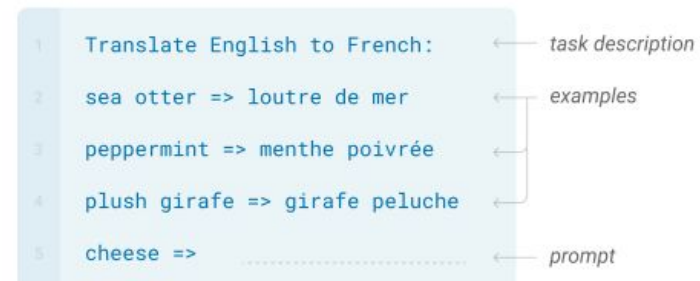 1 Translate English to French: task description
2 sea otter => loutre de mer examples
3 peppermint => menthe poivrée
4 plush girafe => girafe peluche
5 cheese => prompt